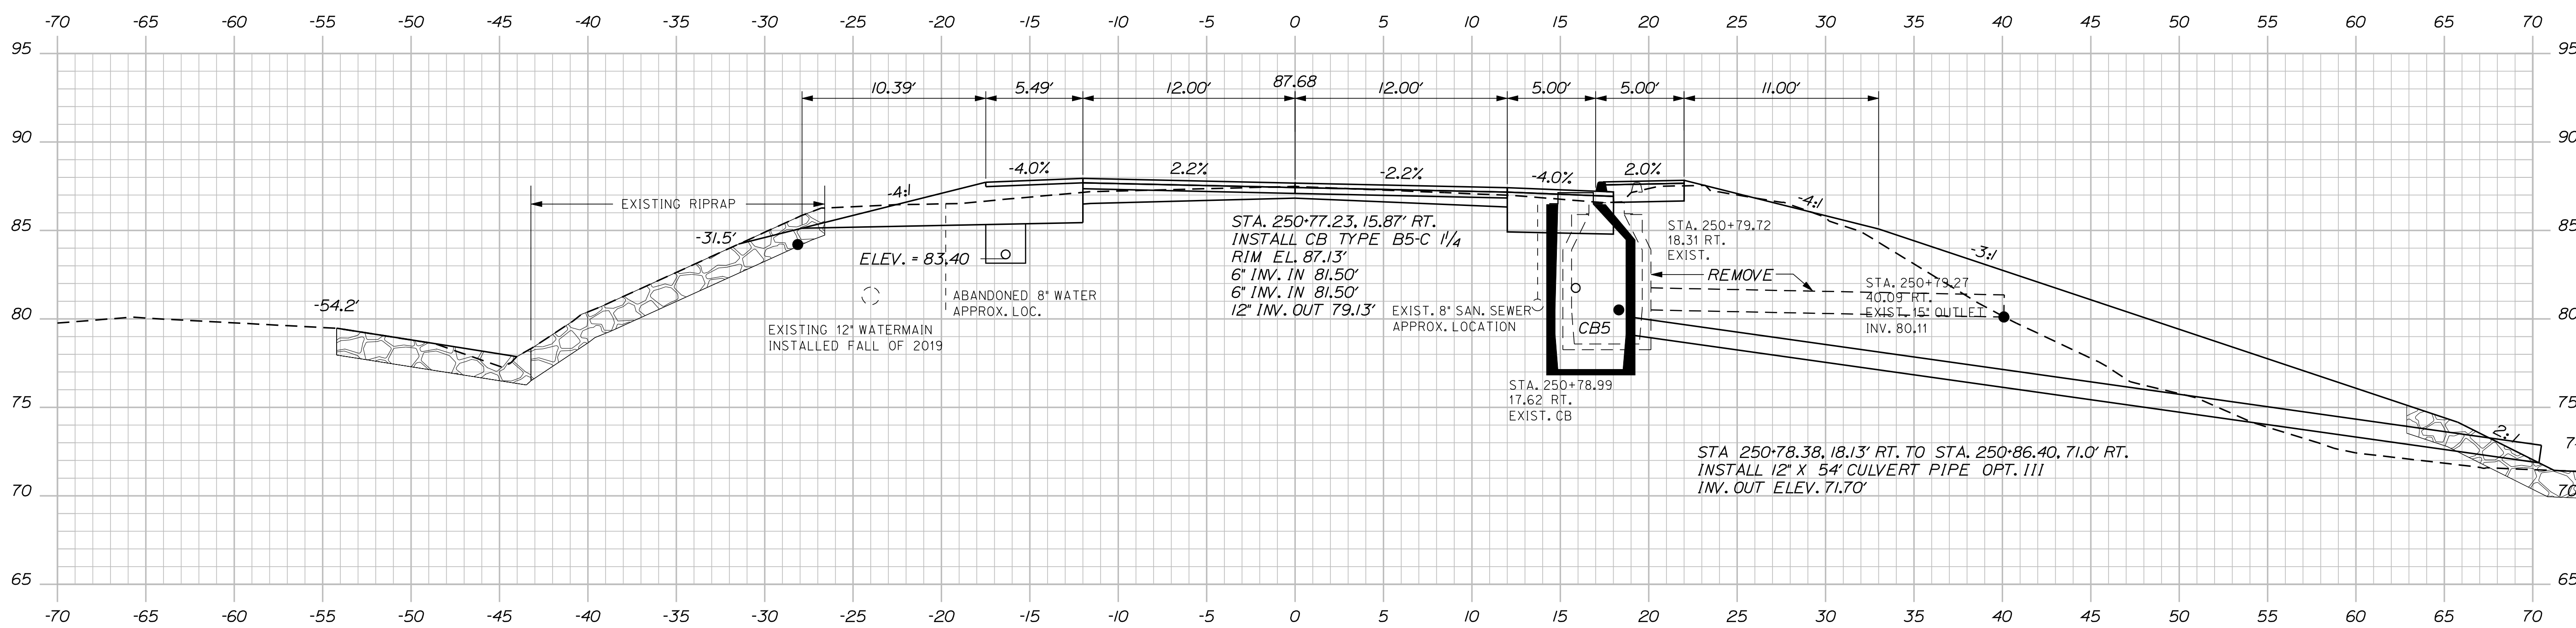 -70 -65 -60 -55 -50 -45 -40 -35 -30 -25 -20 -15 -10 -5 0 5 10 15 20 25 30 35 40 45 50 55 60 65 70
95 95
87.68
10.39' 5.49' 12.00' 12.00' 5.00' 5.00' 11.00'
90 90
-4.0% 2.2% -2.2% -4.0% 2.0%
-4:1 -4:1
EXISTING RIPRAP
85 85
-31.5'
ELEV. = 83.40
STA. 250+77.23, 15.87' RT.
INSTALL CB TYPE B5-C 1¼
RIM EL. 87.13'
6" INV. IN 81.50'
6" INV. IN 81.50'
12" INV. OUT 79.13'
STA. 250+79.72
18.31 RT.
EXIST.
-3:1
REMOVE
STA. 250+79.27
40.09 RT.
EXIST. 15" OUTLET
INV. 80.11
-54.2'
ABANDONED 8" WATER
APPROX. LOC.
80 80
EXISTING 12" WATERMAIN
INSTALLED FALL OF 2019
EXIST. 8" SAN. SEWER
APPROX. LOCATION
CB5
STA. 250+78.99
17.62 RT.
EXIST. CB
75 75
2:1
STA 250+78.38, 18.13' RT. TO STA. 250+86.40, 71.0' RT.
INSTALL 12" X 54' CULVERT PIPE OPT. III
INV. OUT ELEV. 71.70'
70 70
65 65
-70 -65 -60 -55 -50 -45 -40 -35 -30 -25 -20 -15 -10 -5 0 5 10 15 20 25 30 35 40 45 50 55 60 65 70